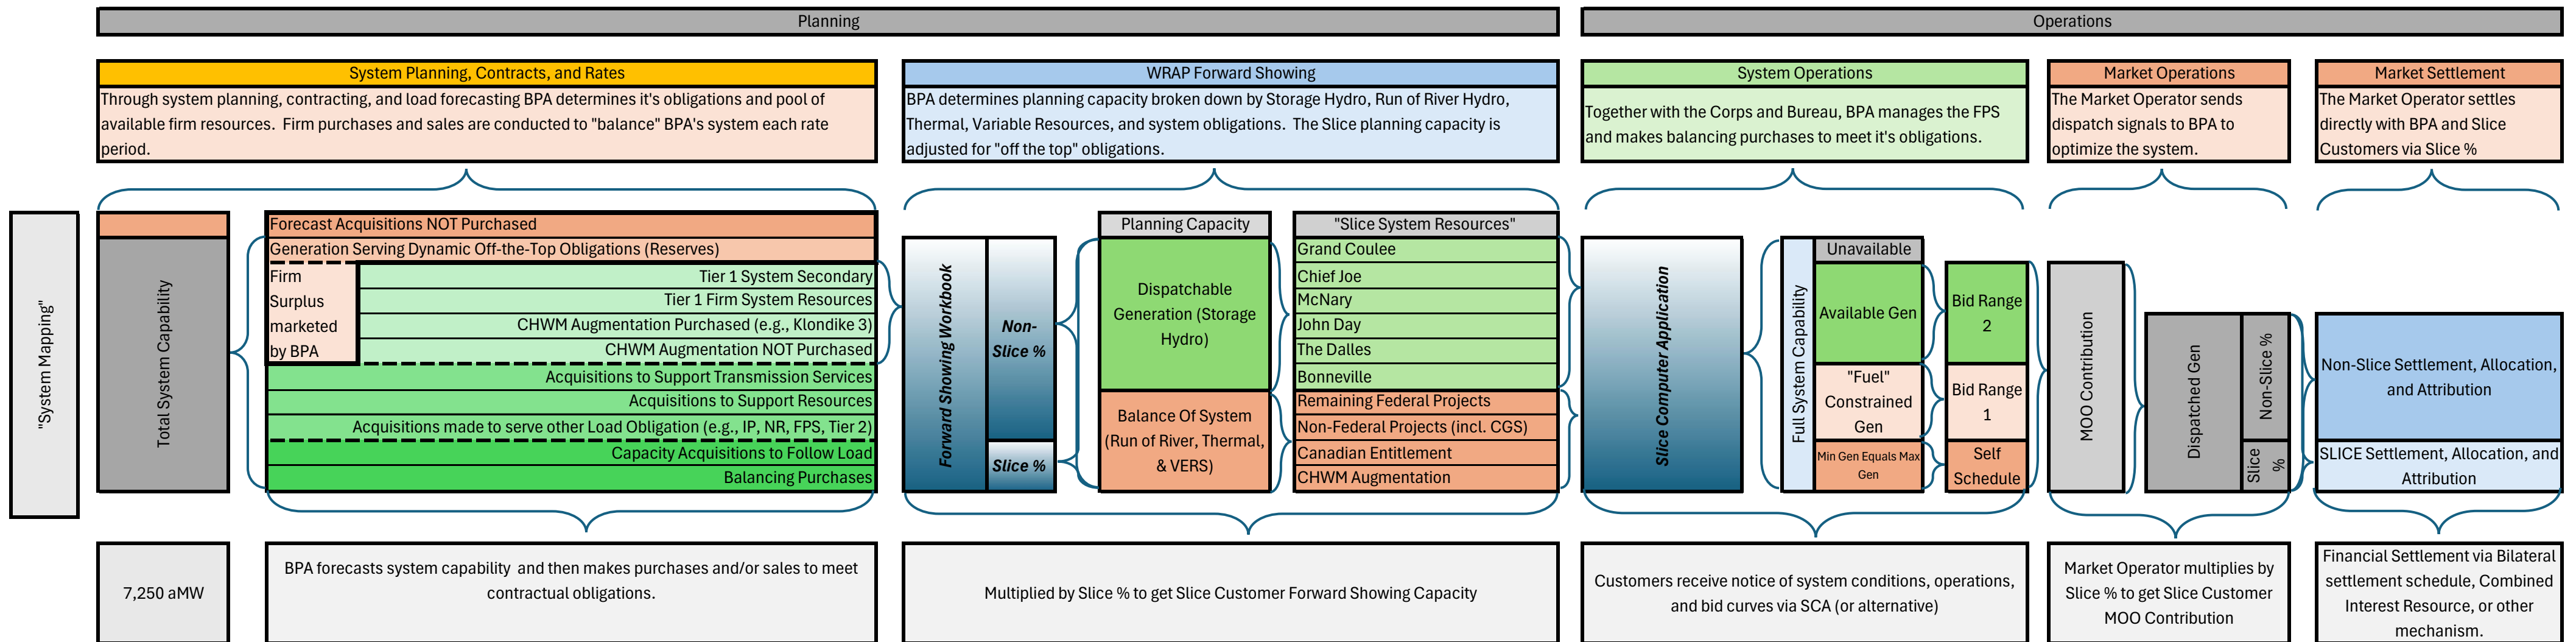 Planning
Operations
System Planning, Contracts, and Rates
Through system planning, contracting, and load forecasting BPA determines it's obligations and pool of
available firm resources. Firm purchases and sales are conducted to "balance" BPA's system each rate
period.
WRAP Forward Showing
BPA determines planning capacity broken down by Storage Hydro, Run of River Hydro,
Thermal, Variable Resources, and system obligations. The Slice planning capacity is
adjusted for "off the top" obligations.
System Operations
Together with the Corps and Bureau, BPA manages the FPS
and makes balancing purchases to meet it's obligations.
Market Operations
The Market Operator sends
dispatch signals to BPA to
optimize the system.
Market Settlement
The Market Operator settles
directly with BPA and Slice
Customers via Slice %
"System Mapping"
Total System Capability
Forecast Acquisitions NOT Purchased
Generation Serving Dynamic Off-the-Top Obligations (Reserves)
Firm
Surplus
marketed
by BPA
Tier 1 System Secondary
Tier 1 Firm System Resources
CHWM Augmentation Purchased (e.g., Klondike 3)
CHWM Augmentation NOT Purchased
Acquisitions to Support Transmission Services
Acquisitions to Support Resources
Acquisitions made to serve other Load Obligation (e.g., IP, NR, FPS, Tier 2)
Capacity Acquisitions to Follow Load
Balancing Purchases
Forward Showing Workbook
Non-
Slice %
Slice %
Planning Capacity
Dispatchable
Generation (Storage
Hydro)
Balance Of System
(Run of River, Thermal,
& VERS)
"Slice System Resources"
Grand Coulee
Chief Joe
McNary
John Day
The Dalles
Bonneville
Remaining Federal Projects
Non-Federal Projects (incl. CGS)
Canadian Entitlement
CHWM Augmentation
Slice Computer Application
Full System Capability
Unavailable
Available Gen
"Fuel"
Constrained
Gen
Min Gen Equals Max
Gen
Bid Range
2
Bid Range
1
Self
Schedule
MOO Contribution
Dispatched Gen
Non-Slice %
Slice
%
Non-Slice Settlement, Allocation,
and Attribution
SLICE Settlement, Allocation, and
Attribution
7,250 aMW
BPA forecasts system capability and then makes purchases and/or sales to meet
contractual obligations.
Multiplied by Slice % to get Slice Customer Forward Showing Capacity
Customers receive notice of system conditions, operations,
and bid curves via SCA (or alternative)
Market Operator multiplies by
Slice % to get Slice Customer
MOO Contribution
Financial Settlement via Bilateral
settlement schedule, Combined
Interest Resource, or other
mechanism.